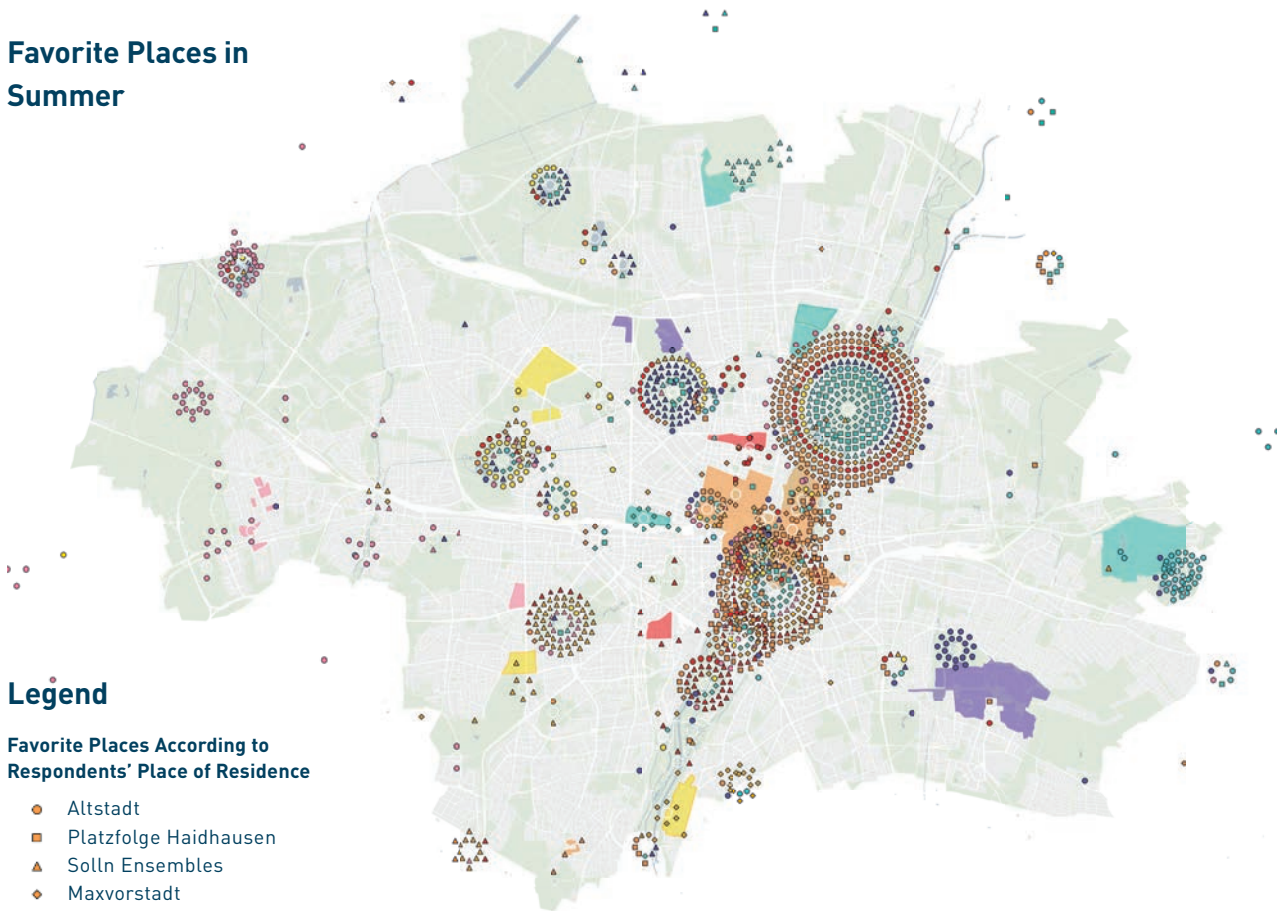 Favorite Places in
Summer
Legend
Favorite Places According to
Respondents’ Place of Residence
Altstadt
Platzfolge Haidhausen
Solln Ensembles
Maxvorstadt